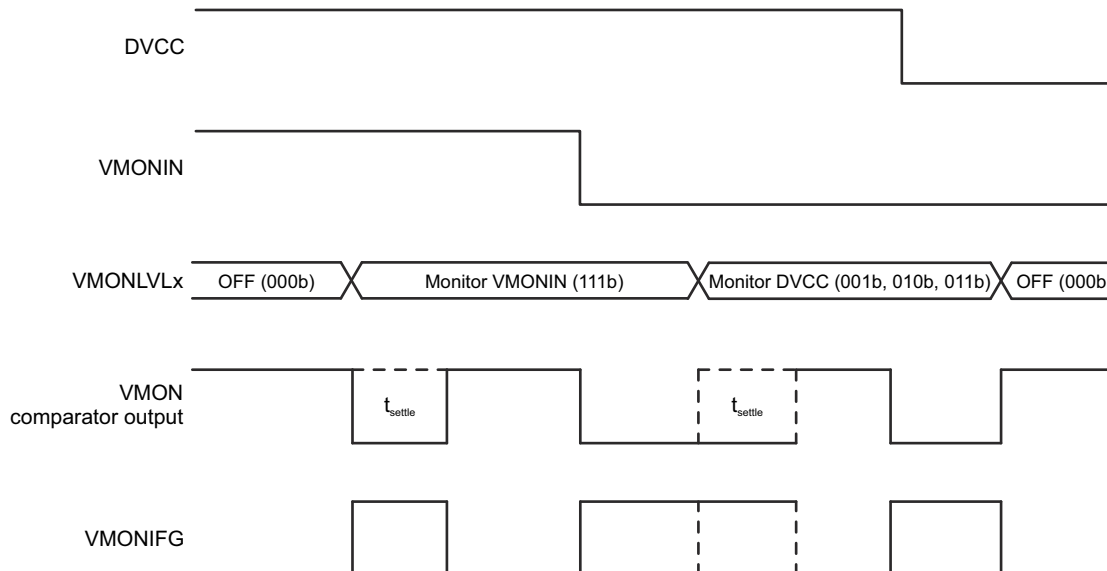 DVCC
VMONIN
VMONLVLx OFF (000b) Monitor VMONIN (111b) Monitor DVCC (001b, 010b, 011b) OFF (000b
VMON
comparator output
tsettle tsettle
VMONIFG